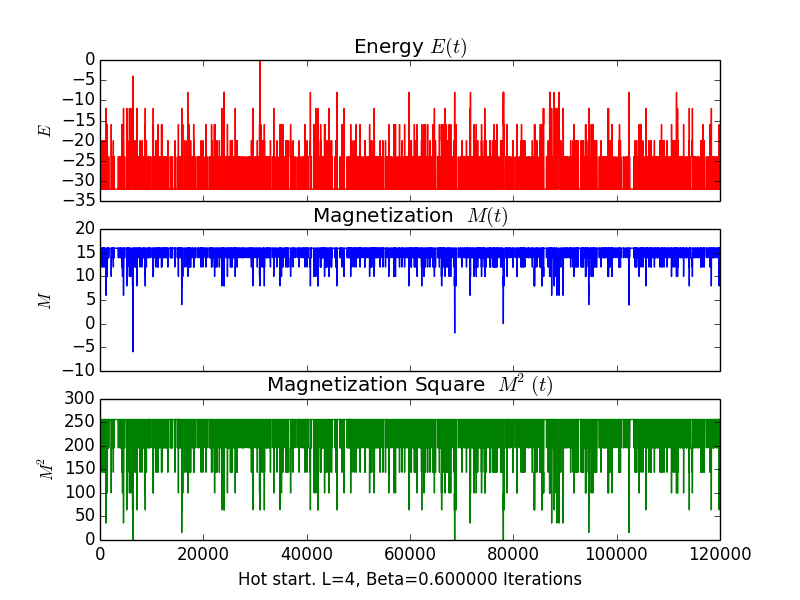 Energy E(t)
0
−5
−10
−15
−20
−25
−30
−35
E
Magnetization M(t)
20
15
10
5
0
−5
−10
M
Magnetization Square M² (t)
300
250
200
150
100
50
0
M²
0 20000 40000 60000 80000 100000 120000
Hot start. L=4, Beta=0.600000 Iterations